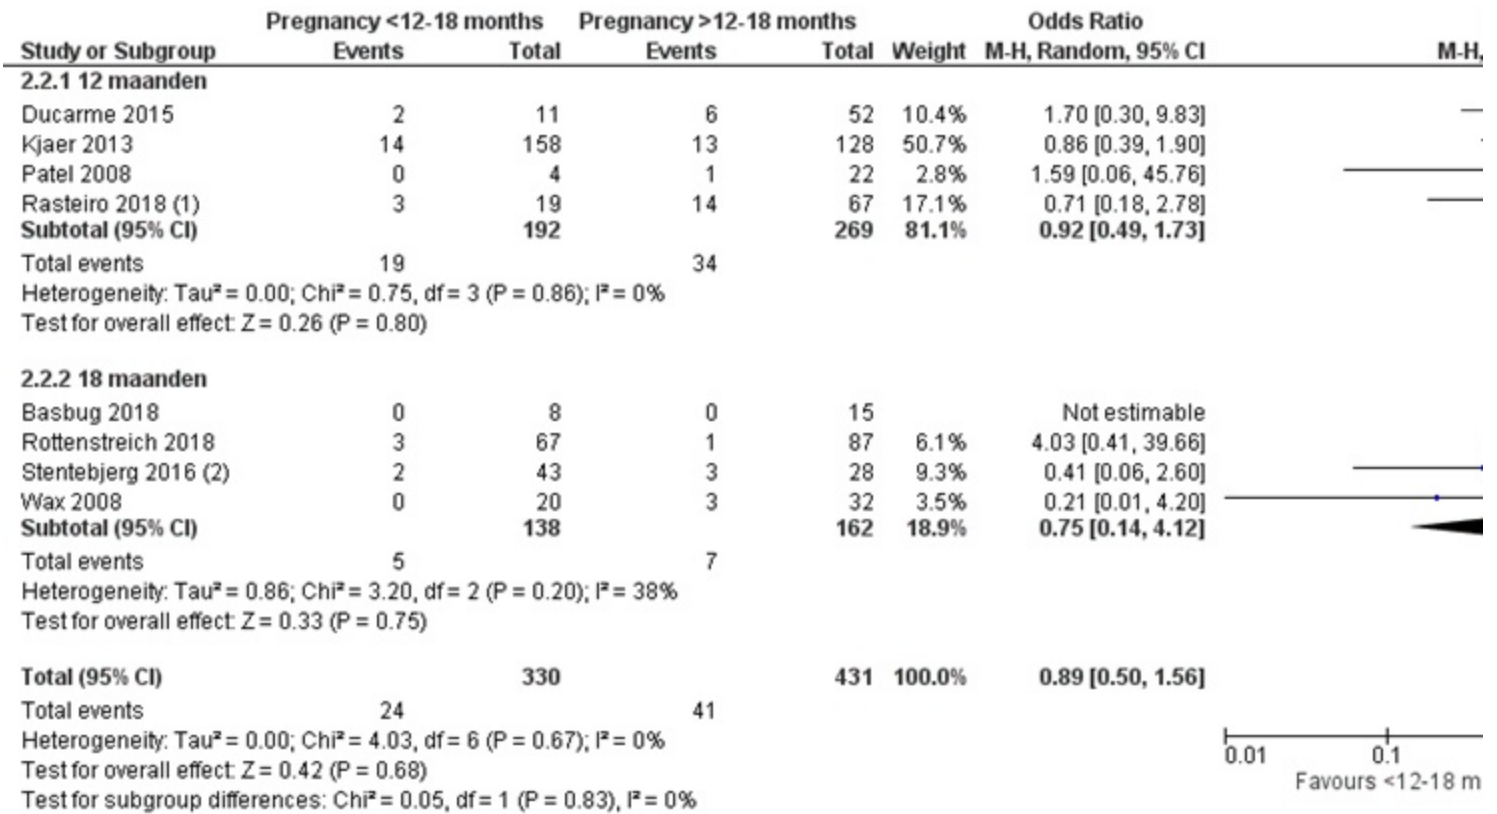 Pregnancy <12-18 months Pregnancy >12-18 months Odds Ratio
Study or Subgroup Events Total Events Total Weight M-H, Random, 95% CI M-H,
2.2.1 12 maanden
Ducarme 2015 2 11 6 52 10.4% 1.70 [0.30, 9.83]
Kjaer 2013 14 158 13 128 50.7% 0.86 [0.39, 1.90]
Patel 2008 0 4 1 22 2.8% 1.59 [0.06, 45.76]
Rasteiro 2018 (1) 3 19 14 67 17.1% 0.71 [0.18, 2.78]
Subtotal (95% CI) 192 269 81.1% 0.92 [0.49, 1.73]
Total events 19 34
Heterogeneity: Tau² = 0.00; Chi² = 0.75, df = 3 (P = 0.86); I² = 0%
Test for overall effect: Z = 0.26 (P = 0.80)
2.2.2 18 maanden
Basbug 2018 0 8 0 15 Not estimable
Rottenstreich 2018 3 67 1 87 6.1% 4.03 [0.41, 39.66]
Stentebjerg 2016 (2) 2 43 3 28 9.3% 0.41 [0.06, 2.60]
Wax 2008 0 20 3 32 3.5% 0.21 [0.01, 4.20]
Subtotal (95% CI) 138 162 18.9% 0.75 [0.14, 4.12]
Total events 5 7
Heterogeneity: Tau² = 0.86; Chi² = 3.20, df = 2 (P = 0.20); I² = 38%
Test for overall effect: Z = 0.33 (P = 0.75)
Total (95% CI) 330 431 100.0% 0.89 [0.50, 1.56]
Total events 24 41
Heterogeneity: Tau² = 0.00; Chi² = 4.03, df = 6 (P = 0.67); I² = 0%
Test for overall effect: Z = 0.42 (P = 0.68)
Test for subgroup differences: Chi² = 0.05, df = 1 (P = 0.83), I² = 0%
0.01 0.1
Favours <12-18 m